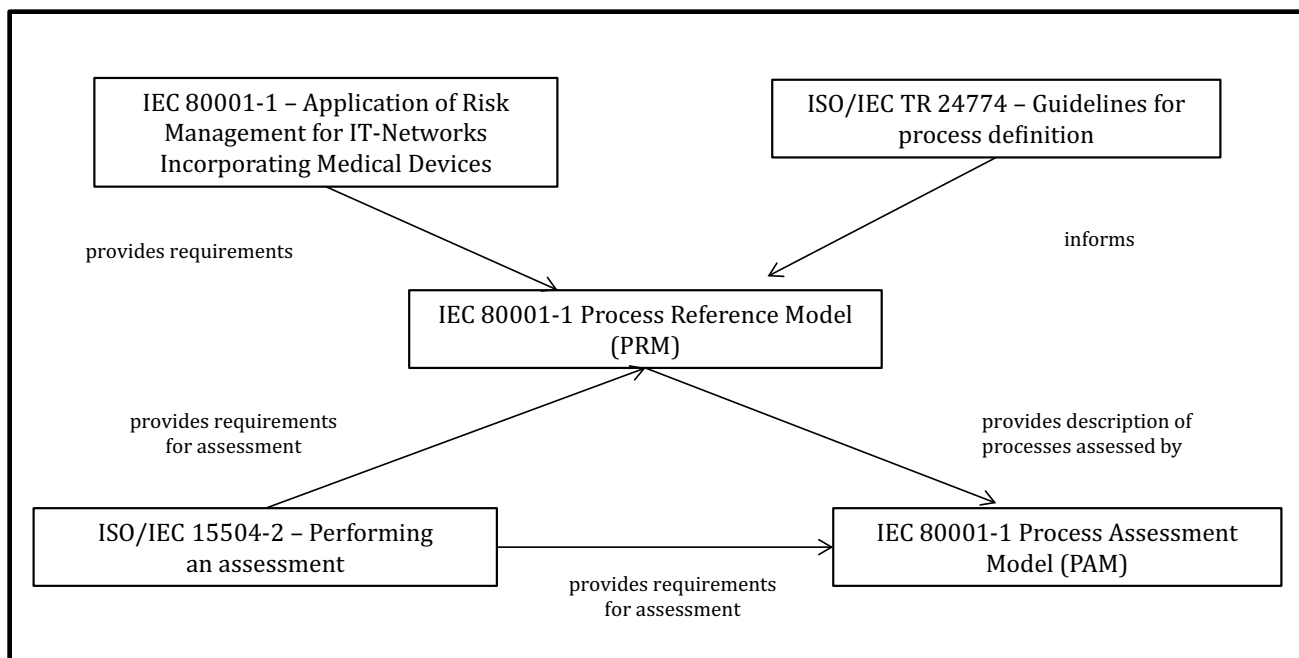 IEC 80001-1 – Application of Risk
Management for IT-Networks
Incorporating Medical Devices
ISO/IEC TR 24774 – Guidelines for
process definition
provides requirements
informs
IEC 80001-1 Process Reference Model
(PRM)
provides requirements
for assessment
provides description of
processes assessed by
ISO/IEC 15504-2 – Performing
an assessment
IEC 80001-1 Process Assessment
Model (PAM)
provides requirements
for assessment